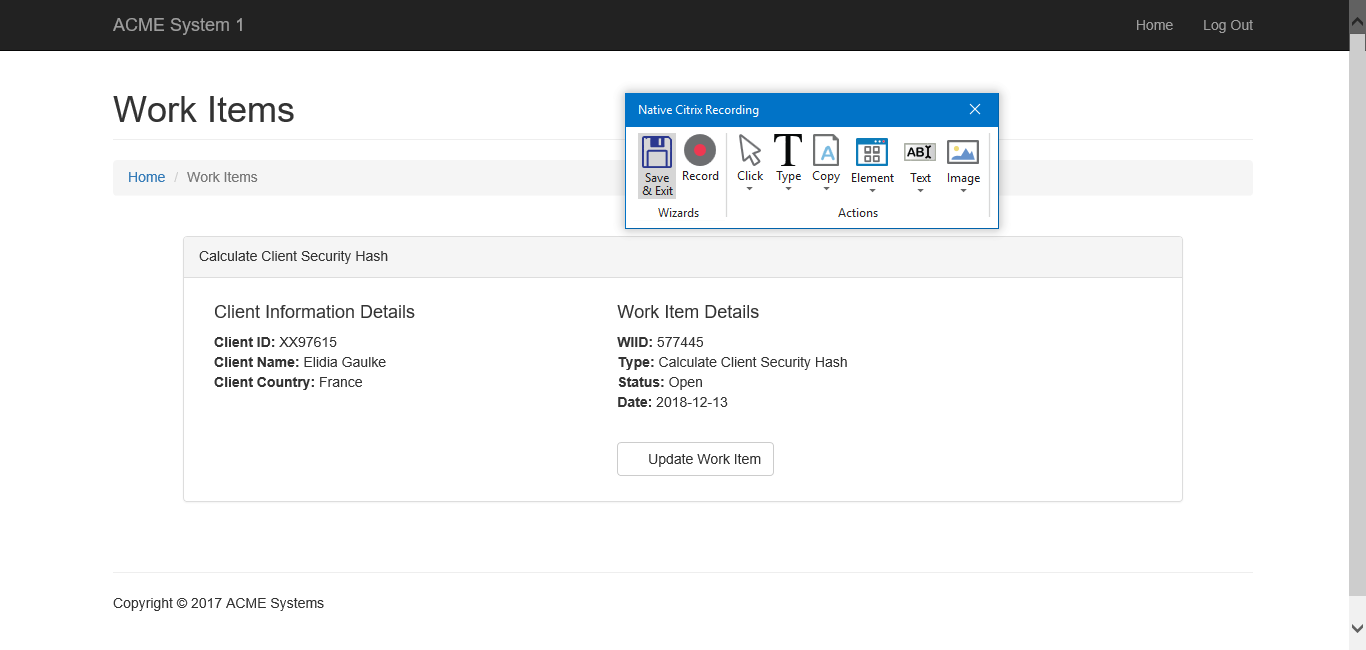 ACME System 1 Home Log Out
Work Items
Native Citrix Recording
Save & Exit
Record
Click
Type
Copy
Element
ABI
Text
Image
Wizards
Actions
Home / Work Items
Calculate Client Security Hash
Client Information Details
Client ID: XX97615
Client Name: Elidia Gaulke
Client Country: France
Work Item Details
WIID: 577445
Type: Calculate Client Security Hash
Status: Open
Date: 2018-12-13
Update Work Item
Copyright © 2017 ACME Systems